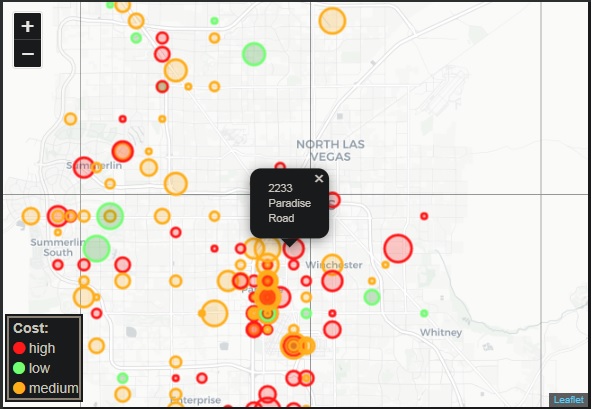 +
−
NORTH LAS
VEGAS
Summerlin
×
2233
Paradise
Road
Summerlin
South
Winchester
Whitney
Cost:
high
low
medium
Enterprise
Leaflet